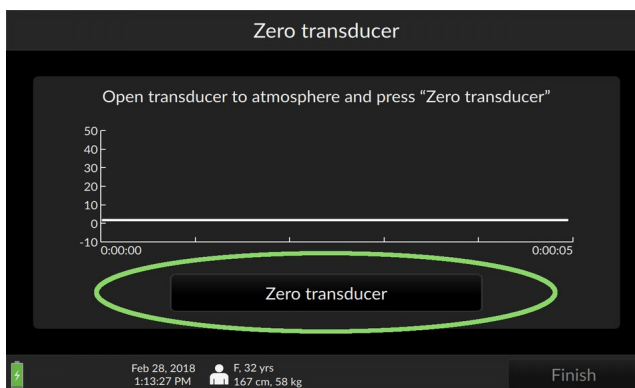 Zero transducer
Open transducer to atmosphere and press “Zero transducer”
50
40
30
20
10
0
-10
0:00:00
0:00:05
Zero transducer
Feb 28, 2018
1:13:27 PM
F, 32 yrs
167 cm, 58 kg
Finish